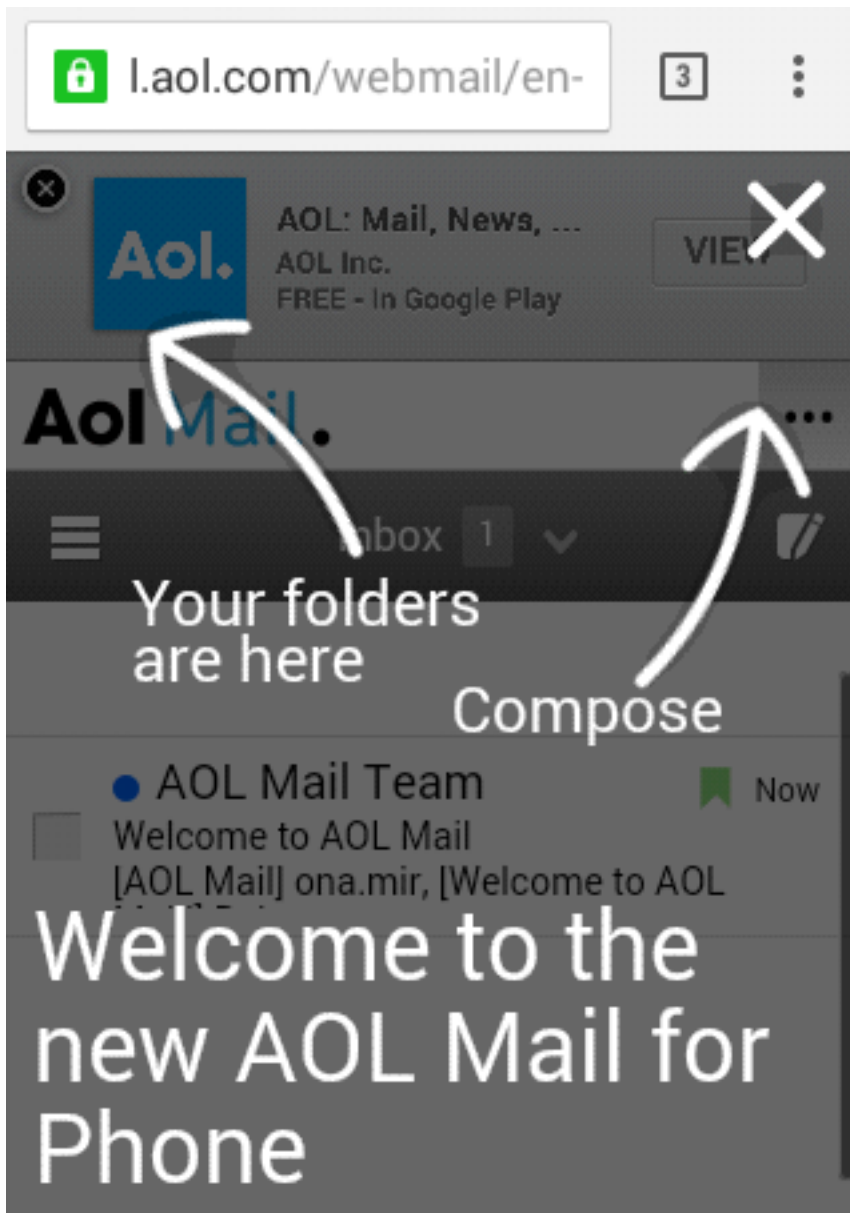 l.aol.com/webmail/en-
3
Aol.
AOL: Mail, News, ...
AOL Inc.
FREE - In Google Play
VIEW
Aol Mail.
Inbox 1
Your folders
are here
Compose
AOL Mail Team
Now
Welcome to AOL Mail
[AOL Mail] ona.mir, [Welcome to AOL
Welcome to the
new AOL Mail for
Phone